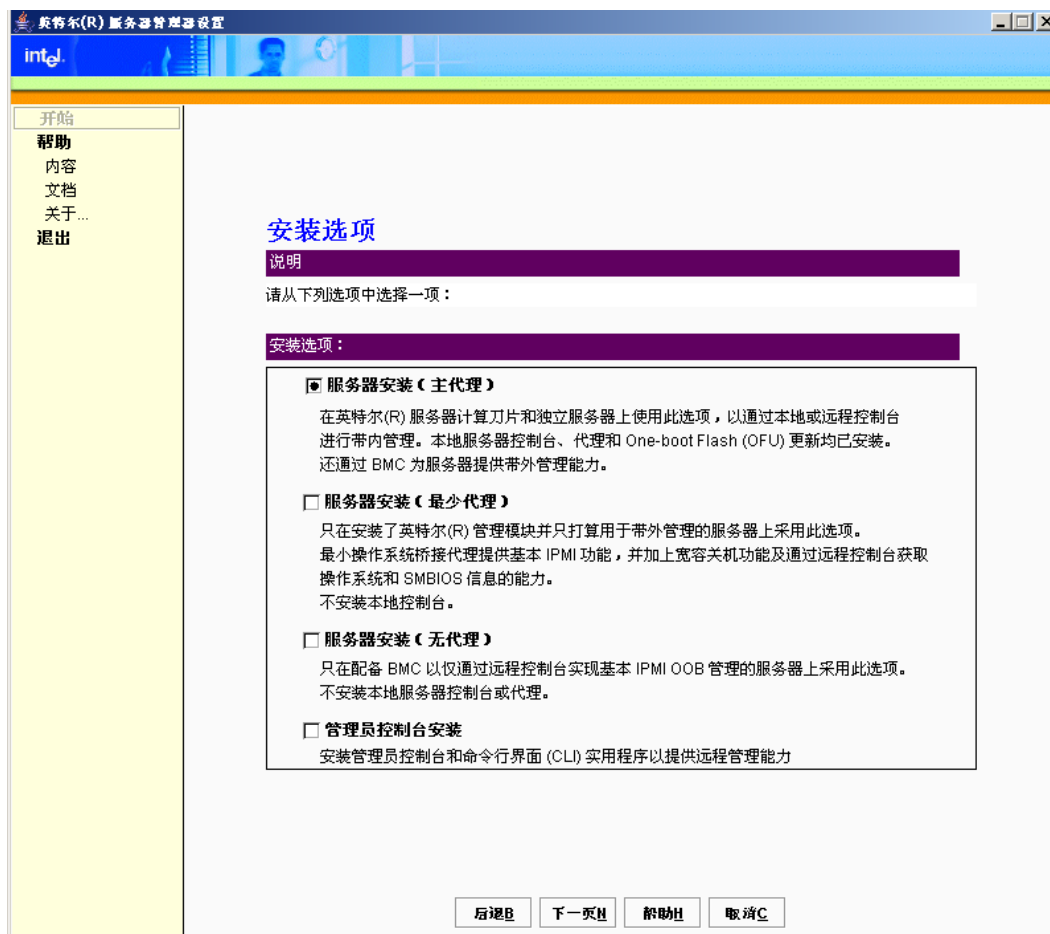 英特尔(R) 服务器管理器设置
intel.
开始
帮助
内容
文档
关于...
退出
安装选项
说明
请从下列选项中选择一项：
安装选项：
服务器安装（主代理）
在英特尔(R) 服务器计算刀片和独立服务器上使用此选项，以通过本地或远程控制台
进行带内管理。本地服务器控制台、代理和 One-boot Flash (OFU) 更新均已安装。
还通过 BMC 为服务器提供带外管理能力。
服务器安装（最少代理）
只在安装了英特尔(R) 管理模块并只打算用于带外管理的服务器上采用此选项。
最小操作系统桥接代理提供基本 IPMI 功能，并加上宽容关机功能及通过远程控制台获取
操作系统和 SMBIOS 信息的能力。
不安装本地控制台。
服务器安装（无代理）
只在配备 BMC 以仅通过远程控制台实现基本 IPMI OOB 管理的服务器上采用此选项。
不安装本地服务器控制台或代理。
管理员控制台安装
安装管理员控制台和命令行界面 (CLI) 实用程序以提供远程管理能力
后退B 下一页N 帮助H 取消C